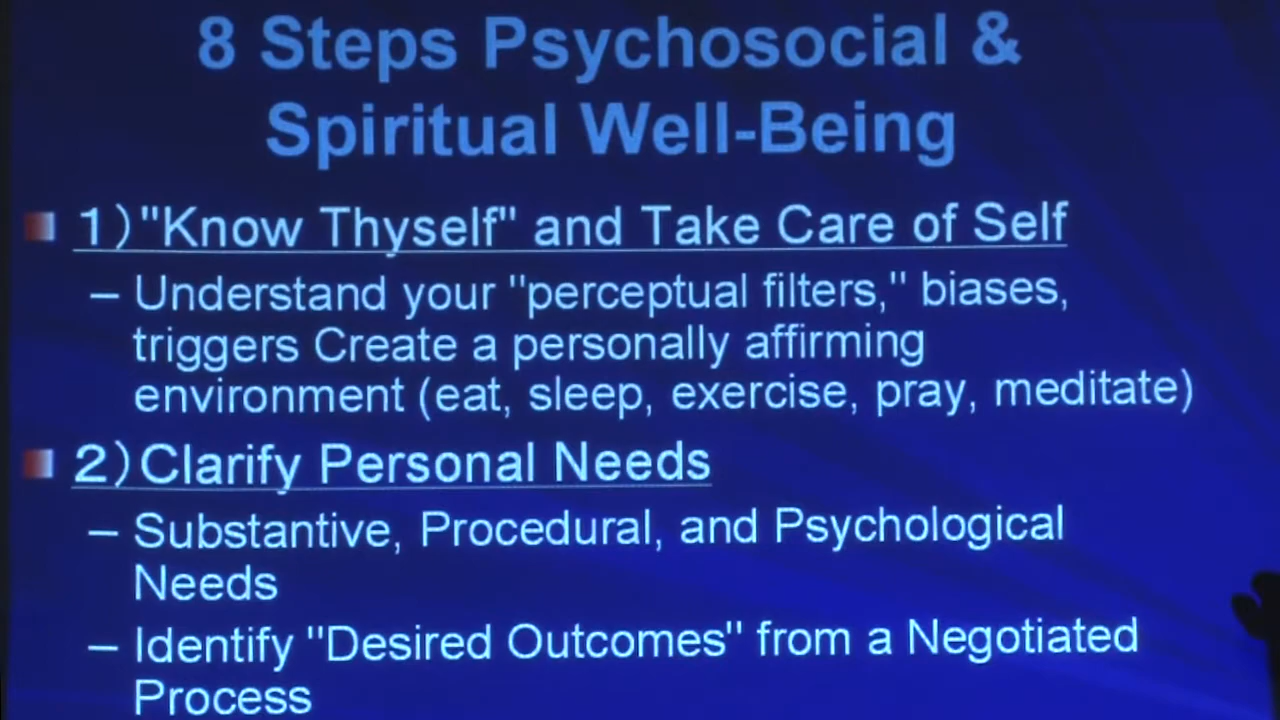 8 Steps Psychosocial &
Spiritual Well-Being
1) "Know Thyself" and Take Care of Self
– Understand your "perceptual filters," biases,
triggers Create a personally affirming
environment (eat, sleep, exercise, pray, meditate)
2) Clarify Personal Needs
– Substantive, Procedural, and Psychological
Needs
– Identify "Desired Outcomes" from a Negotiated
Process